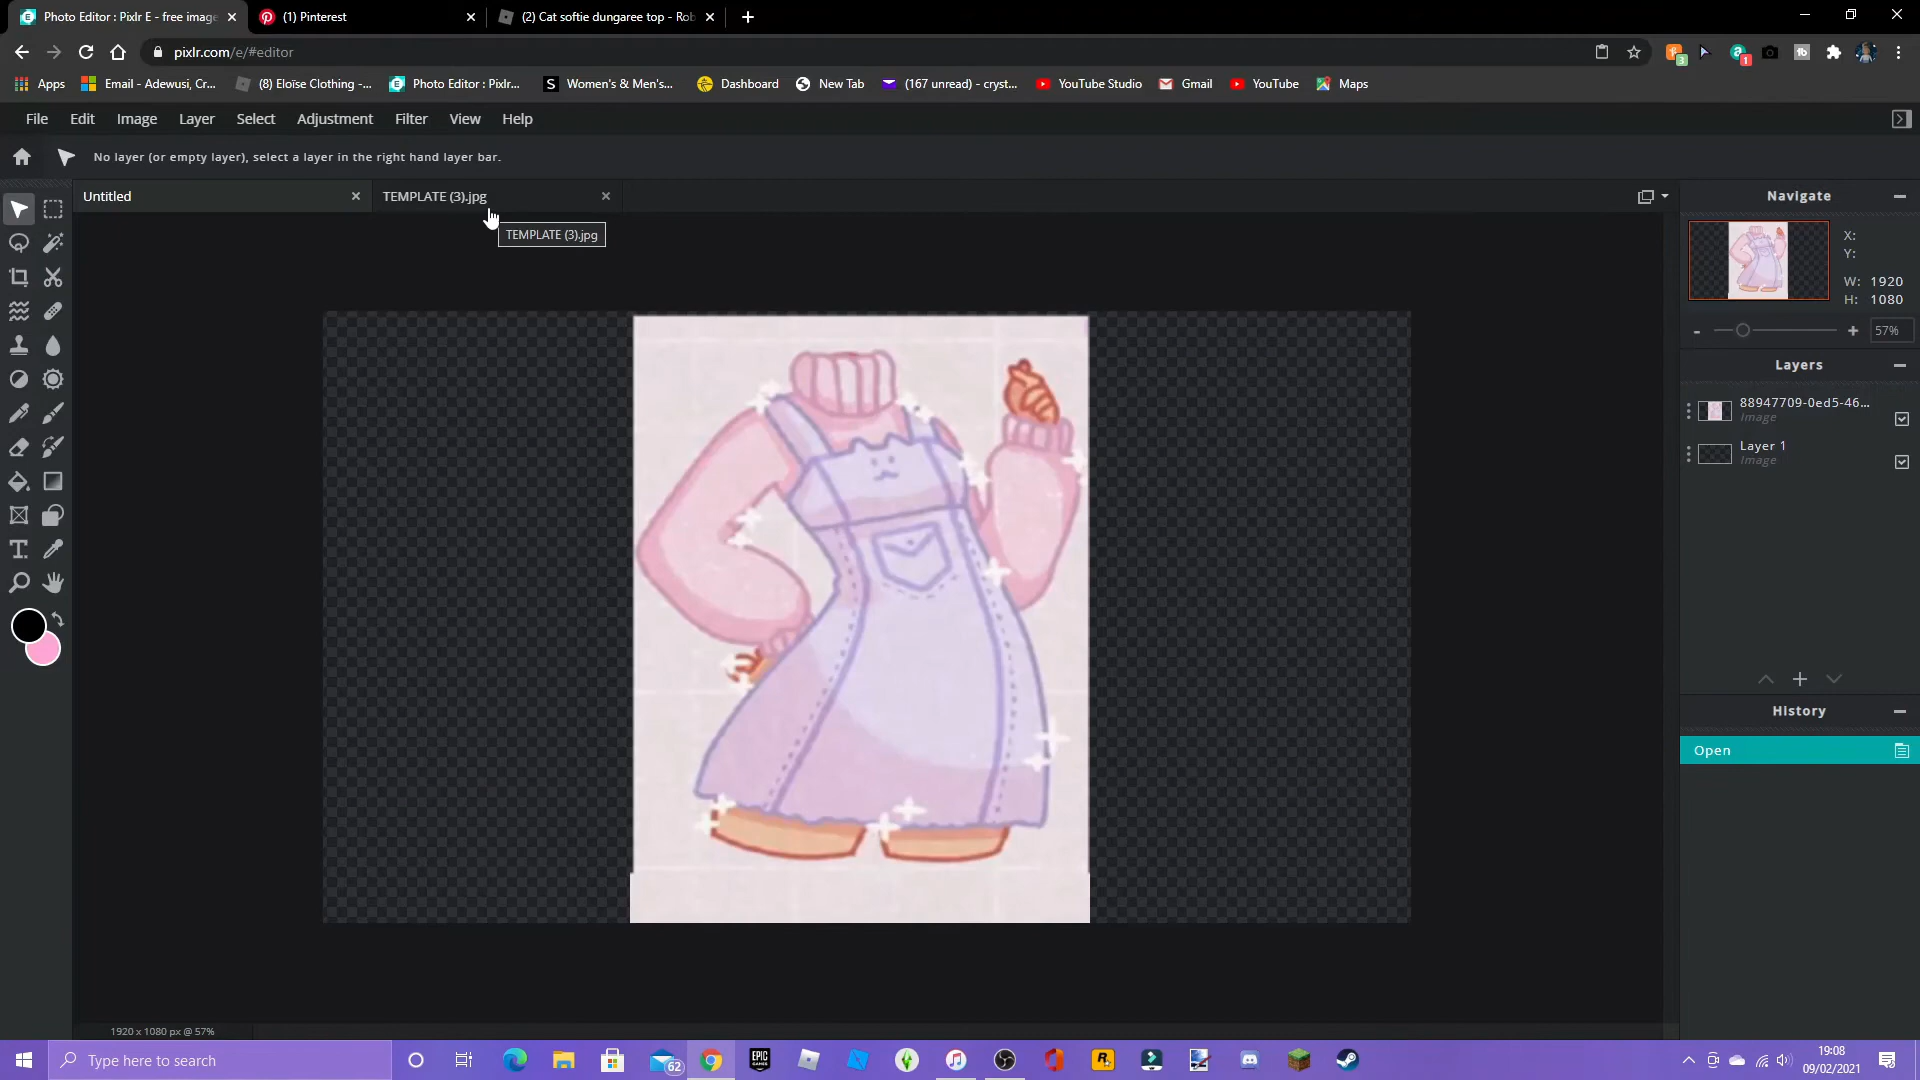 Photo Editor : Pixlr E - free image
(1) Pinterest
(2) Cat softie dungaree top - Rob
pixlr.com/e/#editor
3
1
Apps
Email - Adewusi, Cr...
(8) Eloïse Clothing -...
Photo Editor : Pixlr...
Women's & Men's...
Dashboard
New Tab
(167 unread) - cryst...
YouTube Studio
Gmail
YouTube
Maps
File
Edit
Image
Layer
Select
Adjustment
Filter
View
Help
No layer (or empty layer), select a layer in the right hand layer bar.
Untitled
TEMPLATE (3).jpg
TEMPLATE (3).jpg
Navigate
X:
Y:
W: 1920
H: 1080
57%
Layers
88947709-0ed5-46...
Image
Layer 1
Image
History
Open
1920 x 1080 px @ 57%
Type here to search
62
EPIC GAMES
19:08
09/02/2021